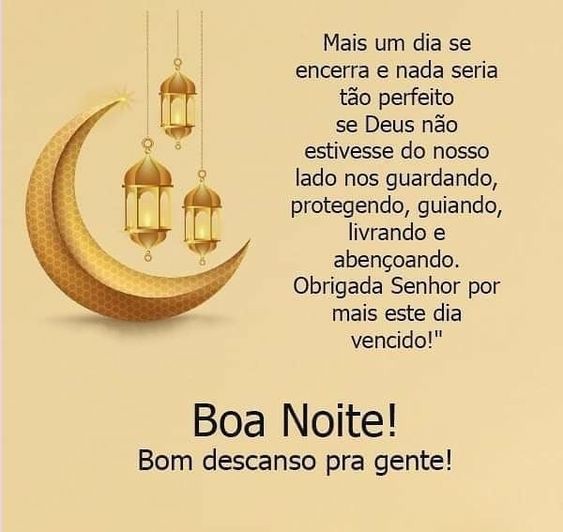 Mais um dia se
encerra e nada seria
tão perfeito
se Deus não
estivesse do nosso
lado nos guardando,
protegendo, guiando,
livrando e
abençoando.
Obrigada Senhor por
mais este dia
vencido!"
Boa Noite!
Bom descanso pra gente!